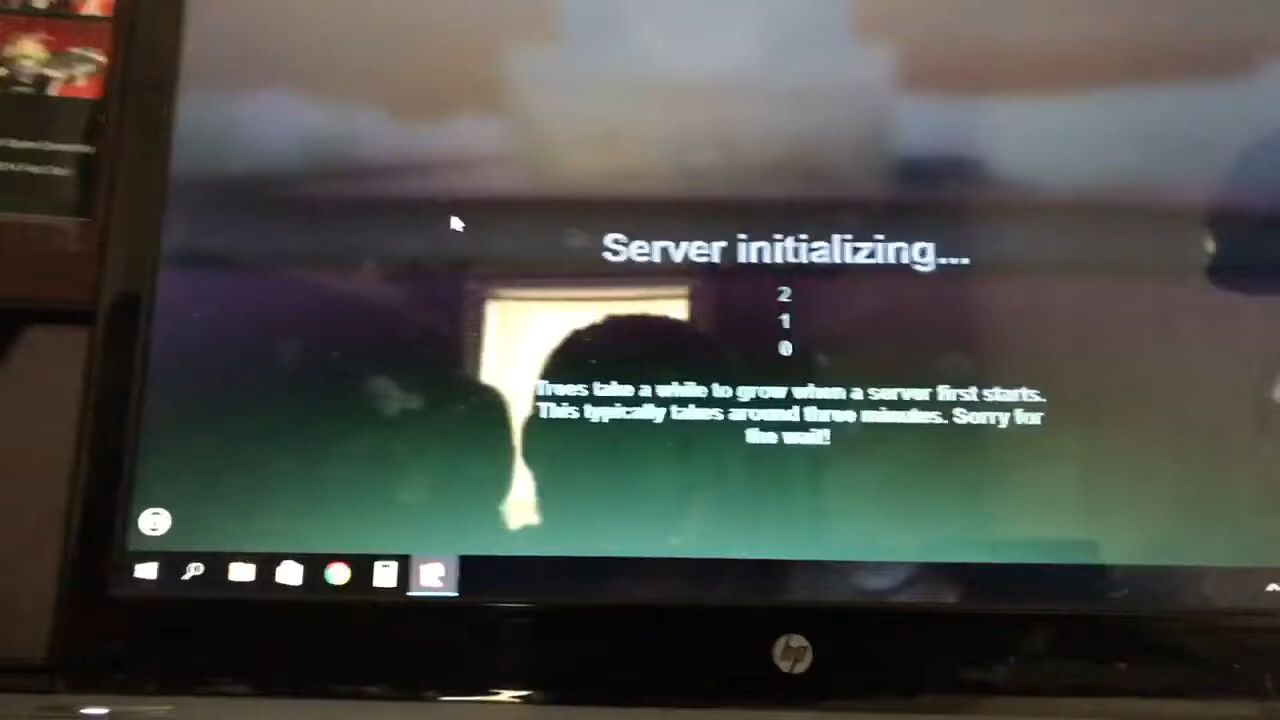 Server initializing...
2
1
0
Trees take a while to grow when a server first starts.
This typically takes around three minutes. Sorry for
the wait!
hp